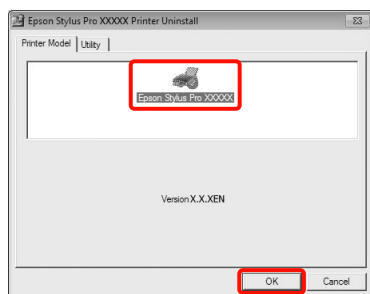 Epson Stylus Pro XXXXX Printer Uninstall
Printer Model Utility
Epson Stylus Pro XXXXX
Version X.X.XEN
OK Cancel